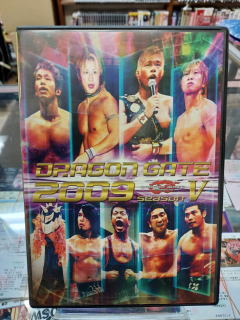 DRAGON GATE
2009 season V